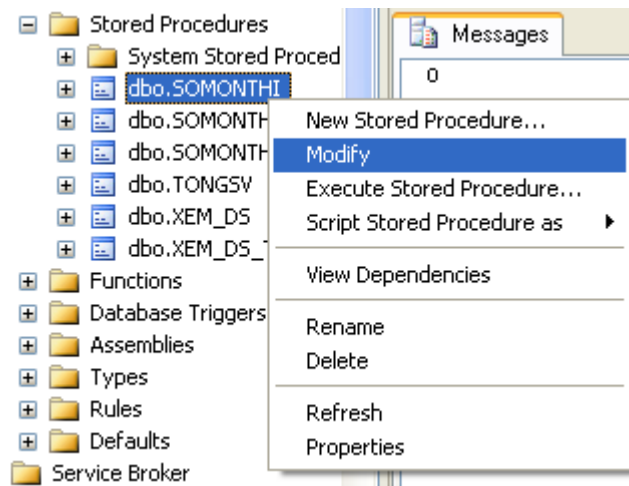 Stored Procedures
System Stored Proced
dbo.SOMONTHI
dbo.SOMONTH
dbo.SOMONTH
dbo.TONGSV
dbo.XEM_DS
dbo.XEM_DS_
Functions
Database Triggers
Assemblies
Types
Rules
Defaults
Service Broker
Messages
0
New Stored Procedure...
Modify
Execute Stored Procedure...
Script Stored Procedure as
View Dependencies
Rename
Delete
Refresh
Properties